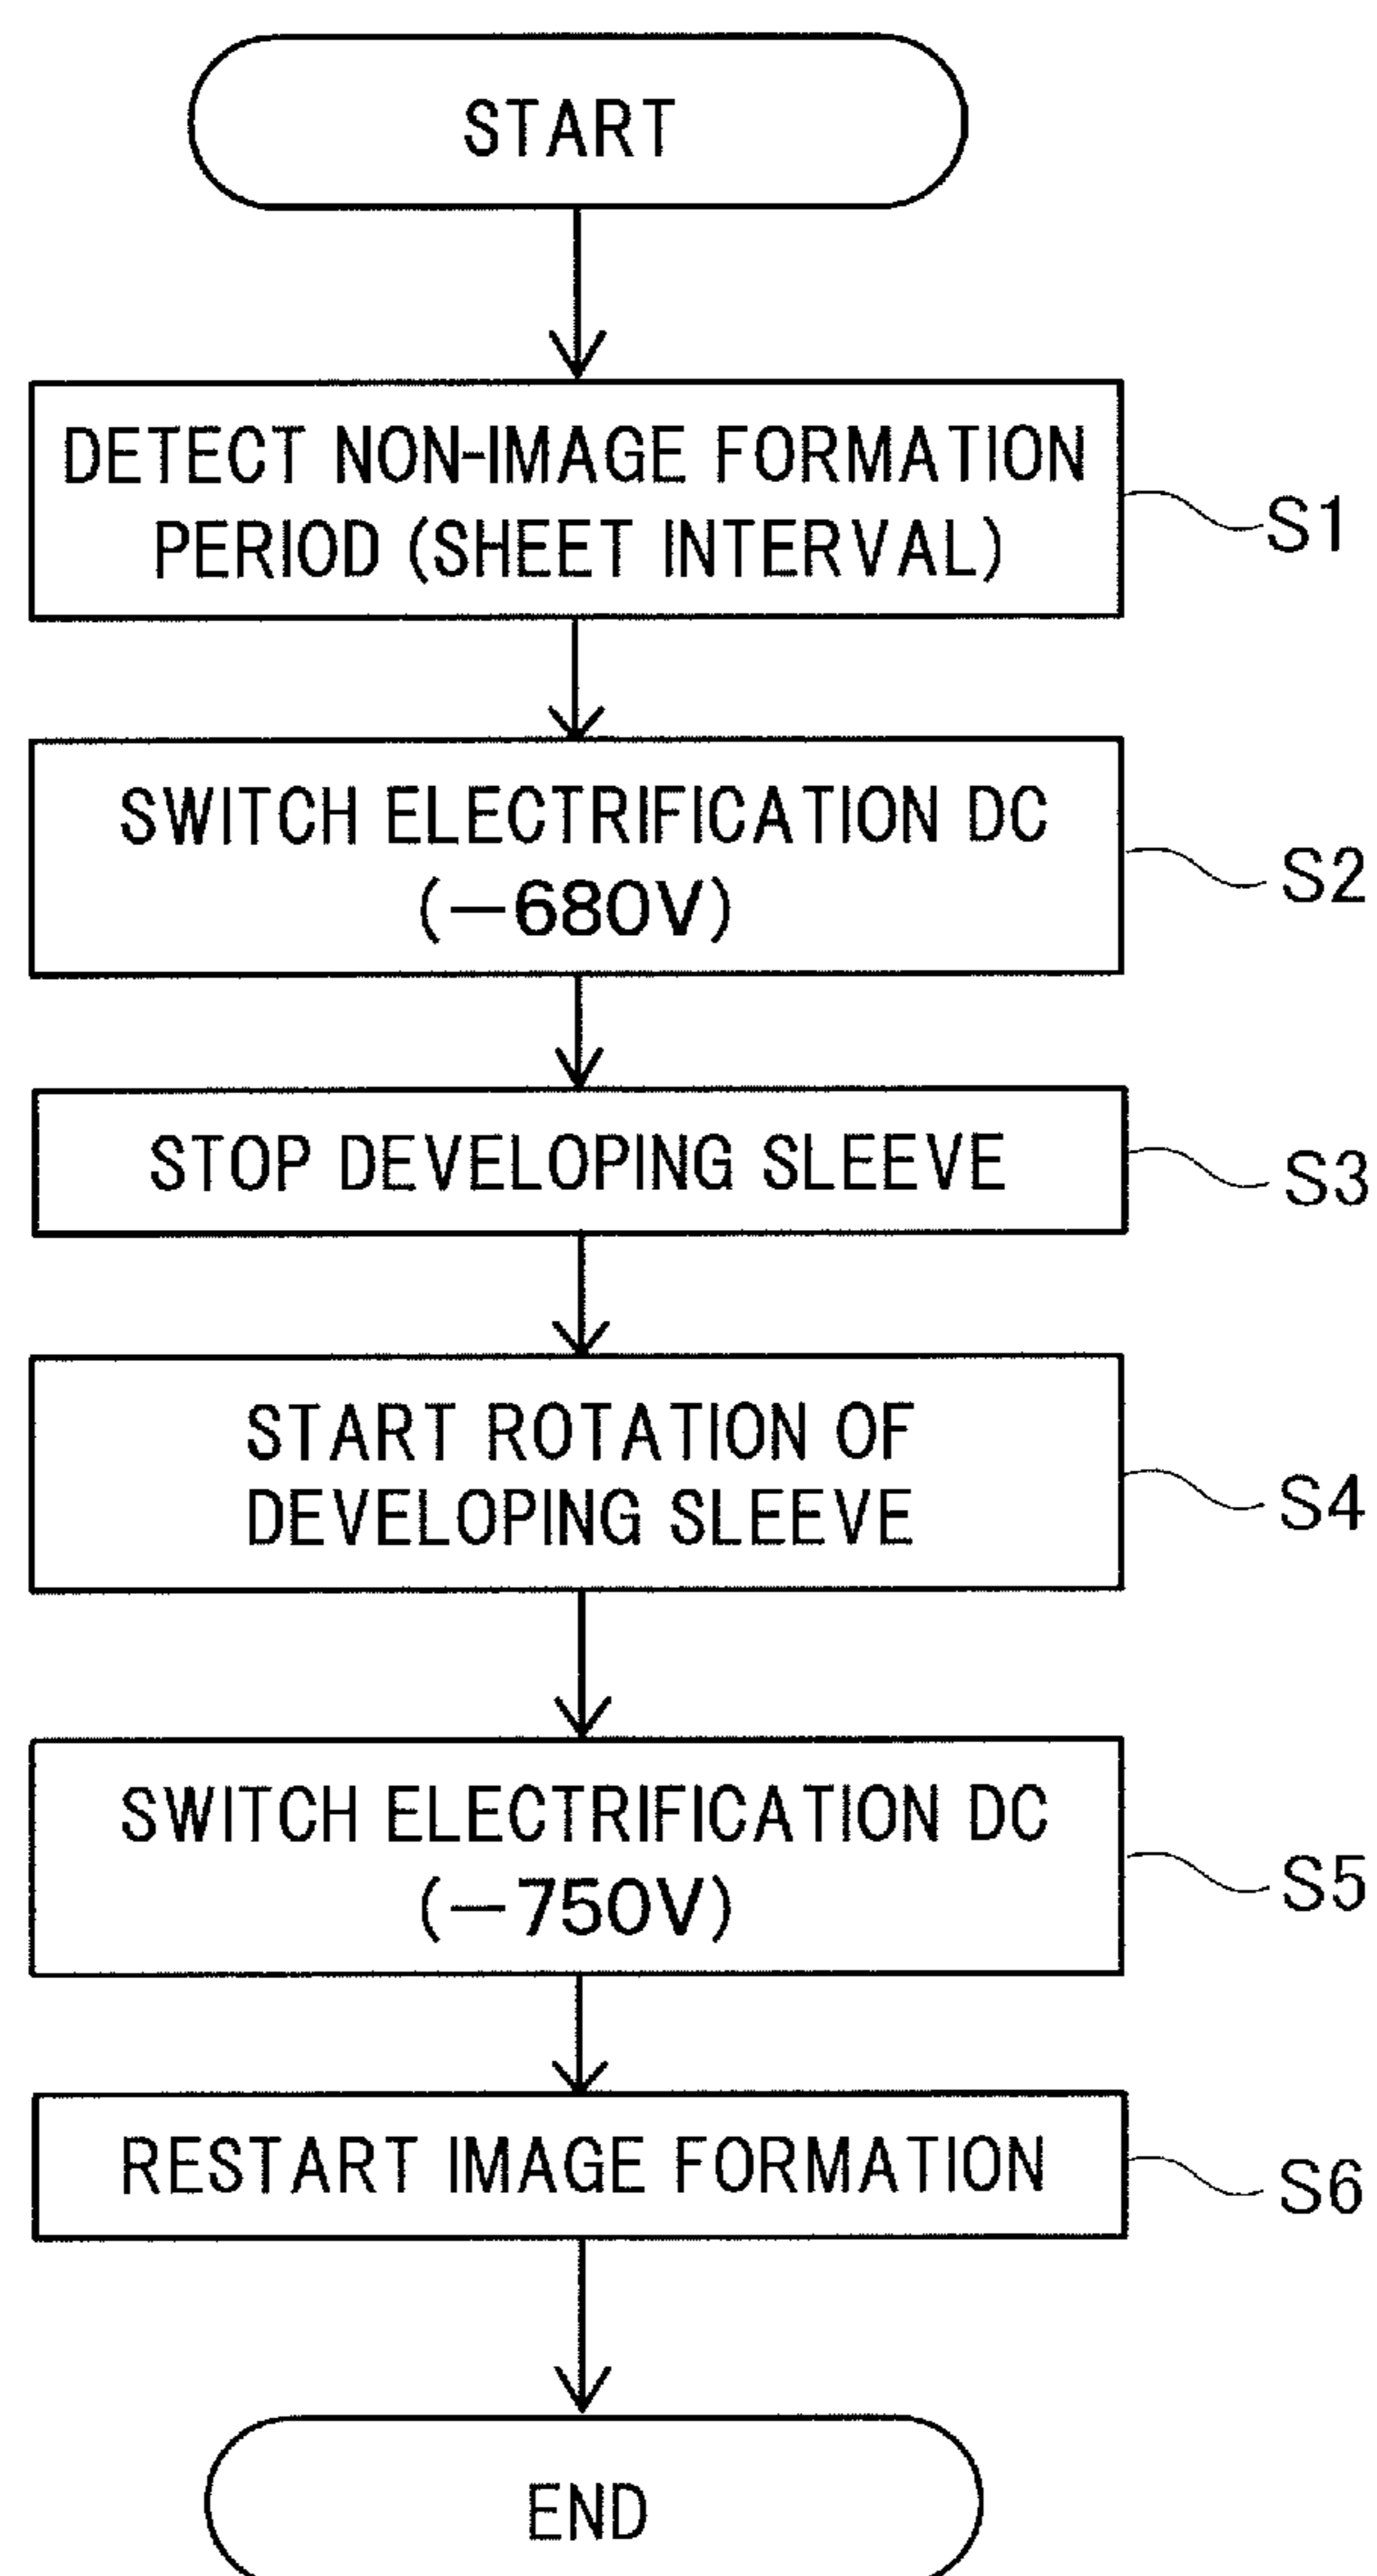 START
DETECT NON-IMAGE FORMATION
PERIOD (SHEET INTERVAL)
S1
SWITCH ELECTRIFICATION DC
(−680V)
S2
STOP DEVELOPING SLEEVE
S3
START ROTATION OF
DEVELOPING SLEEVE
S4
SWITCH ELECTRIFICATION DC
(−750V)
S5
RESTART IMAGE FORMATION
S6
END